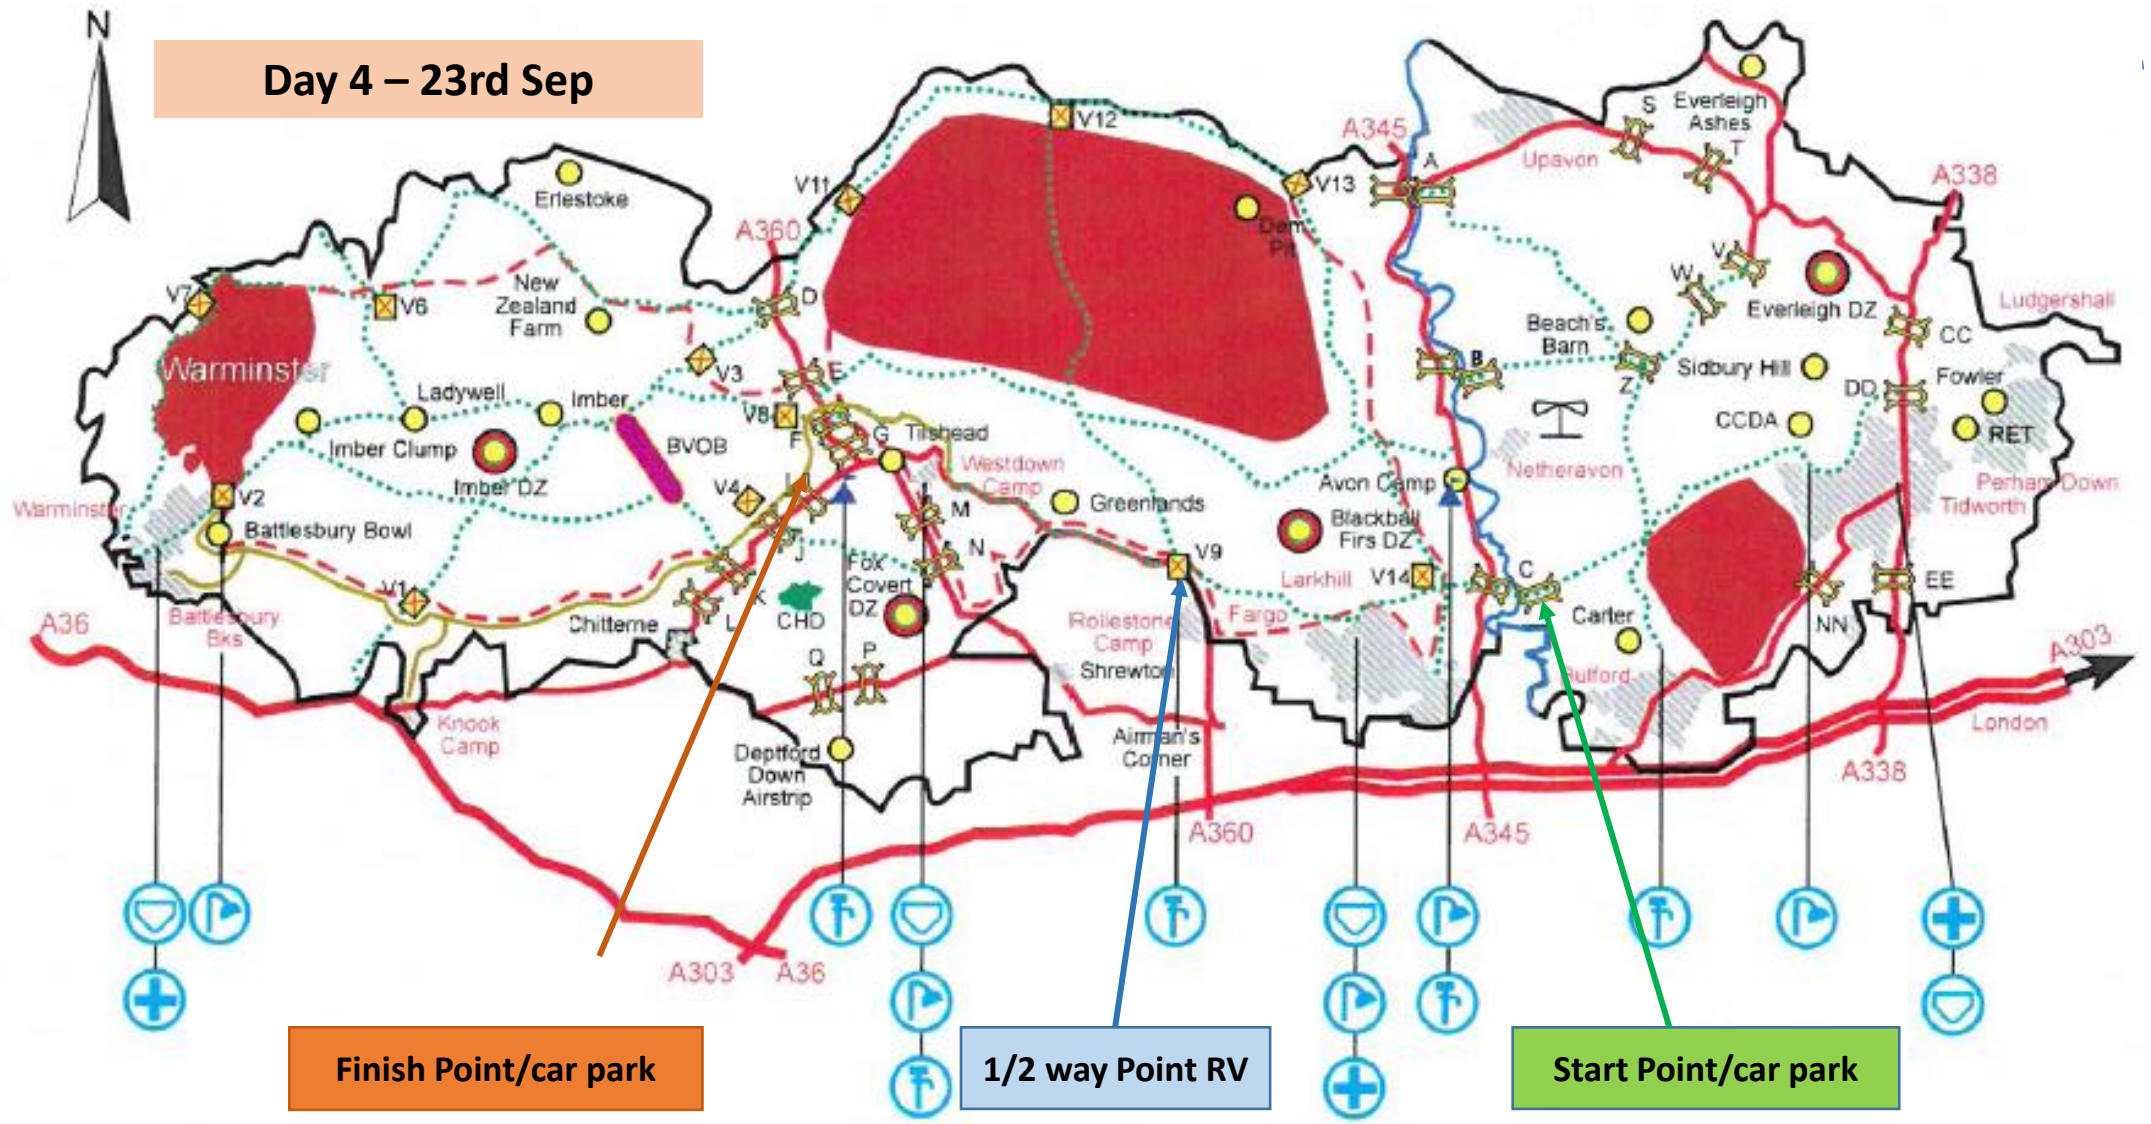 N
Day 4 – 23rd Sep
Everleigh
Ashes
S
T
Upavon
A345
A
V12
V13
V11
A338
Erlestoke
A360
Dem
Pit
V7
V6
New
Zealand
Farm
D
V
W
Everleigh DZ
Ludgershall
Beach's
Barn
CC
Warminster
V3
E
B
Z
Sidbury Hill
DD
Fowler
Ladywell
Imber
V8
F
G
Tilshead
CCDA
RET
Imber Clump
BVOB
Westdown
Camp
Netheravon
Imber DZ
V4
Avon Camp
Perham Down
Tidworth
Warminster
V2
Battlesbury Bowl
M
Greenlands
Blackball
Firs DZ
J
N
V9
Fox
Covert
DZ
Larkhill
V14
C
EE
V1
K
L
CHD
Chitterne
Rollestone
Camp
Fargo
Carter
NN
Battlesbury
Bks
A36
Q
P
Shrewton
Bulford
A303
Knook
Camp
Deptford
Down
Airstrip
Airman's
Corner
London
A338
A360
A345
A303
A36
Finish Point/car park
1/2 way Point RV
Start Point/car park